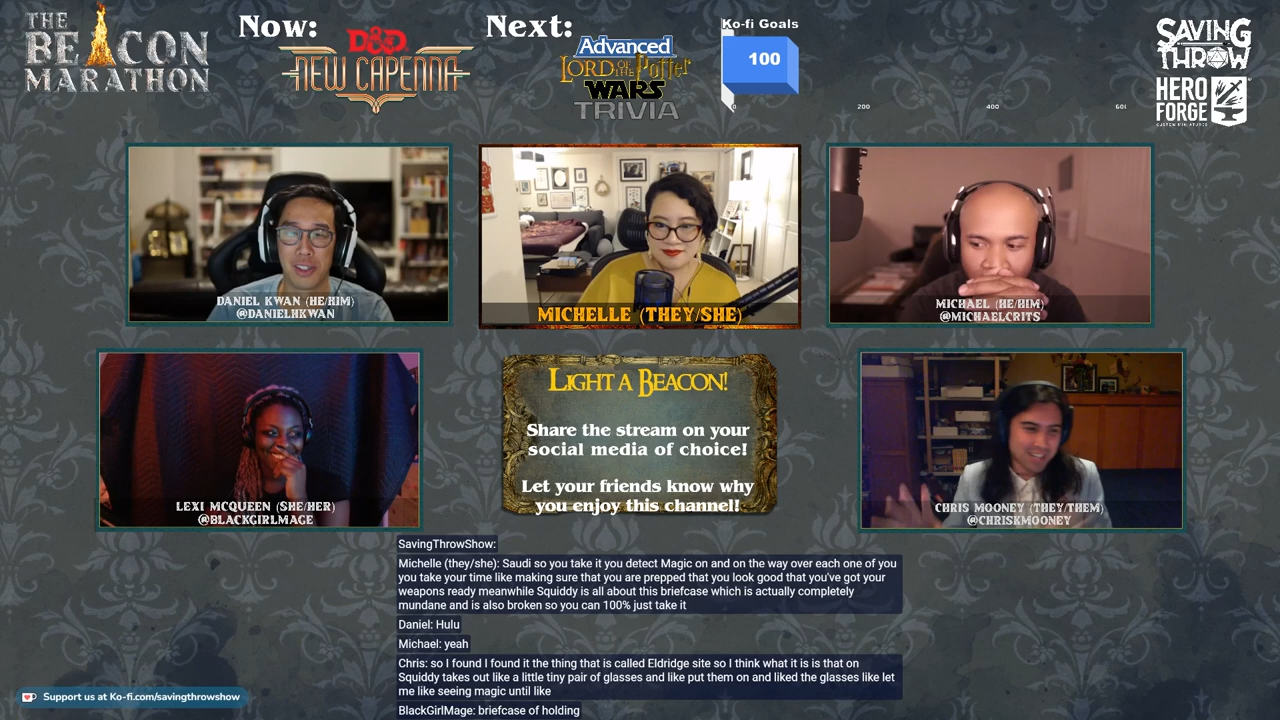 THE
BEACON
MARATHON
Now:
D&D
NEW CAPENNA
Next:
Advanced
LORD OF THE Potter
WARS
TRIVIA
Ko-fi Goals
100
0
200
400
600
SAVING
THROW
HERO
FORGE
CUSTOM MINIATURES
DANIEL KWAN (HE/HIM)
@DANIELHKWAN
MICHELLE (THEY/SHE)
MICHAEL (HE/HIM)
@MICHAELCRITS
LEXI MCQUEEN (SHE/HER)
@BLACKGIRLMAGE
LIGHT A BEACON!
Share the stream on your
social media of choice!
Let your friends know why
you enjoy this channel!
CHRIS MOONEY (THEY/THEM)
@CHRISKMOONEY
SavingThrowShow:
Michelle (they/she): Saudi so you take it you detect Magic on and on the way over each one of you
you take your time like making sure that you are prepped that you look good that you've got your
weapons ready meanwhile Squiddy is all about this briefcase which is actually completely
mundane and is also broken so you can 100% just take it
Daniel: Hulu
Michael: yeah
Chris: so I found I found it the thing that is called Eldridge site so I think what it is is that on
Squiddy takes out like a little tiny pair of glasses and like put them on and liked the glasses like let
me like seeing magic until like
BlackGirlMage: briefcase of holding
Support us at Ko-fi.com/savingthrowshow